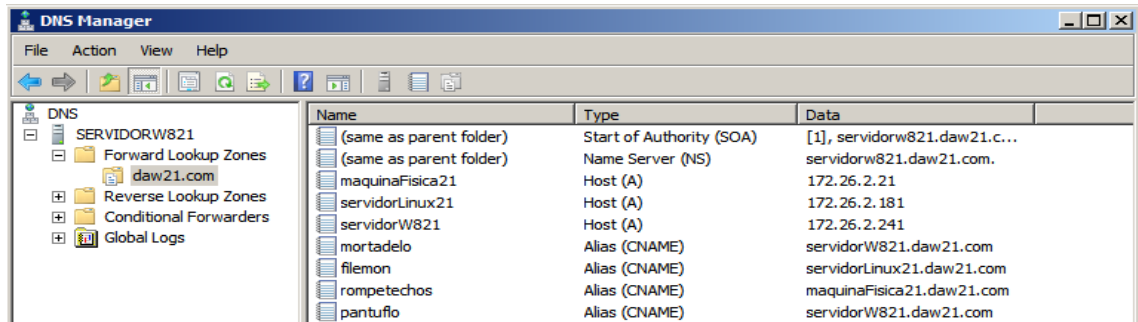 DNS Manager
File Action View Help
DNS
SERVIDORW821
Forward Lookup Zones
daw21.com
Reverse Lookup Zones
Conditional Forwarders
Global Logs
Name Type Data
(same as parent folder) Start of Authority (SOA) [1], servidorw821.daw21.c...
(same as parent folder) Name Server (NS) servidorw821.daw21.com.
maquinaFisica21 Host (A) 172.26.2.21
servidorLinux21 Host (A) 172.26.2.181
servidorW821 Host (A) 172.26.2.241
mortadelo Alias (CNAME) servidorW821.daw21.com
filemon Alias (CNAME) servidorLinux21.daw21.com
rompetechos Alias (CNAME) maquinaFisica21.daw21.com
pantuflo Alias (CNAME) servidorW821.daw21.com